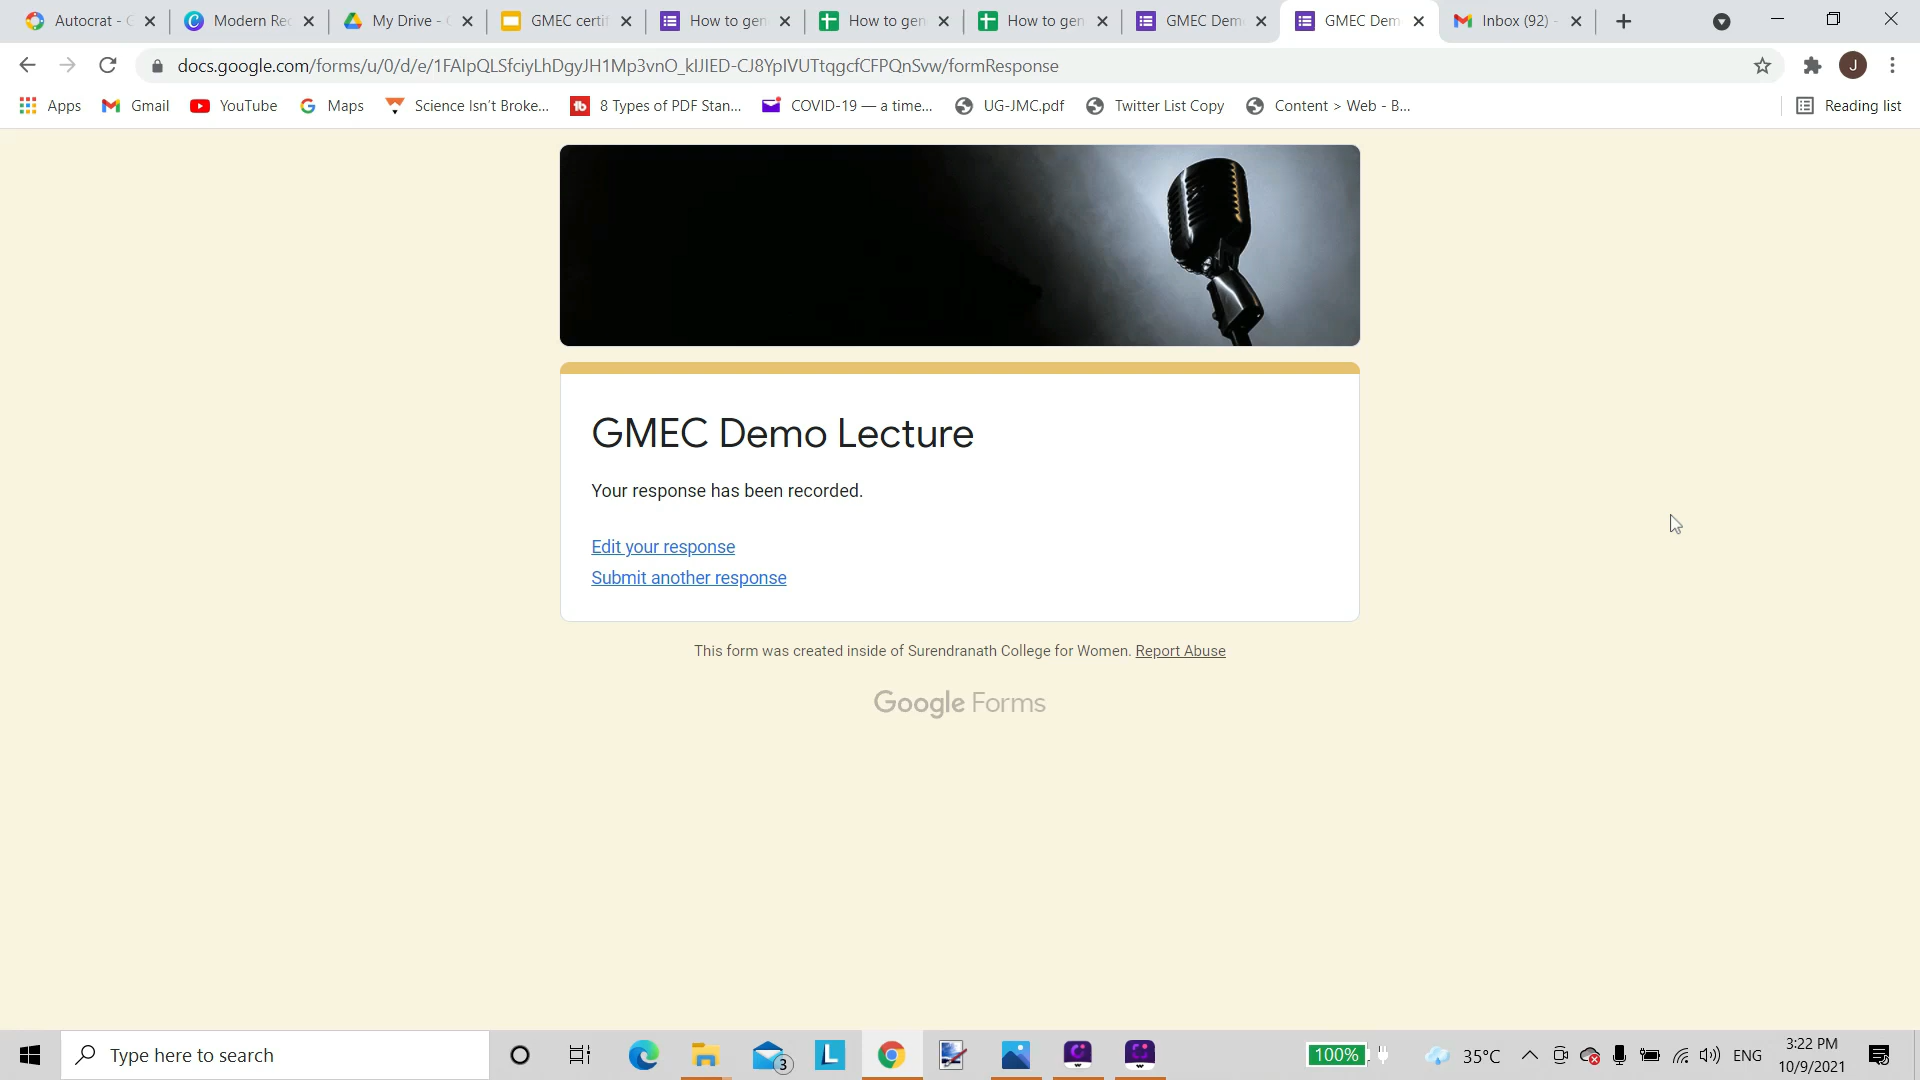 Autocrat - Modern Re My Drive - GMEC certif How to gen How to gen How to gen GMEC Dem GMEC Dem Inbox (92) -
docs.google.com/forms/u/0/d/e/1FAIpQLSfciyLhDgyJH1Mp3vnO_kIJIED-CJ8YpIVUTtqgcfCFPQnSvw/formResponse J
Apps Gmail YouTube Maps Science Isn't Broke... 8 Types of PDF Stan... COVID-19 — a time... UG-JMC.pdf Twitter List Copy Content > Web - B... Reading list
GMEC Demo Lecture
Your response has been recorded.
Edit your response
Submit another response
This form was created inside of Surendranath College for Women. Report Abuse
Google Forms
Type here to search 3 L 100% 35°C ENG 3:22 PM
10/9/2021